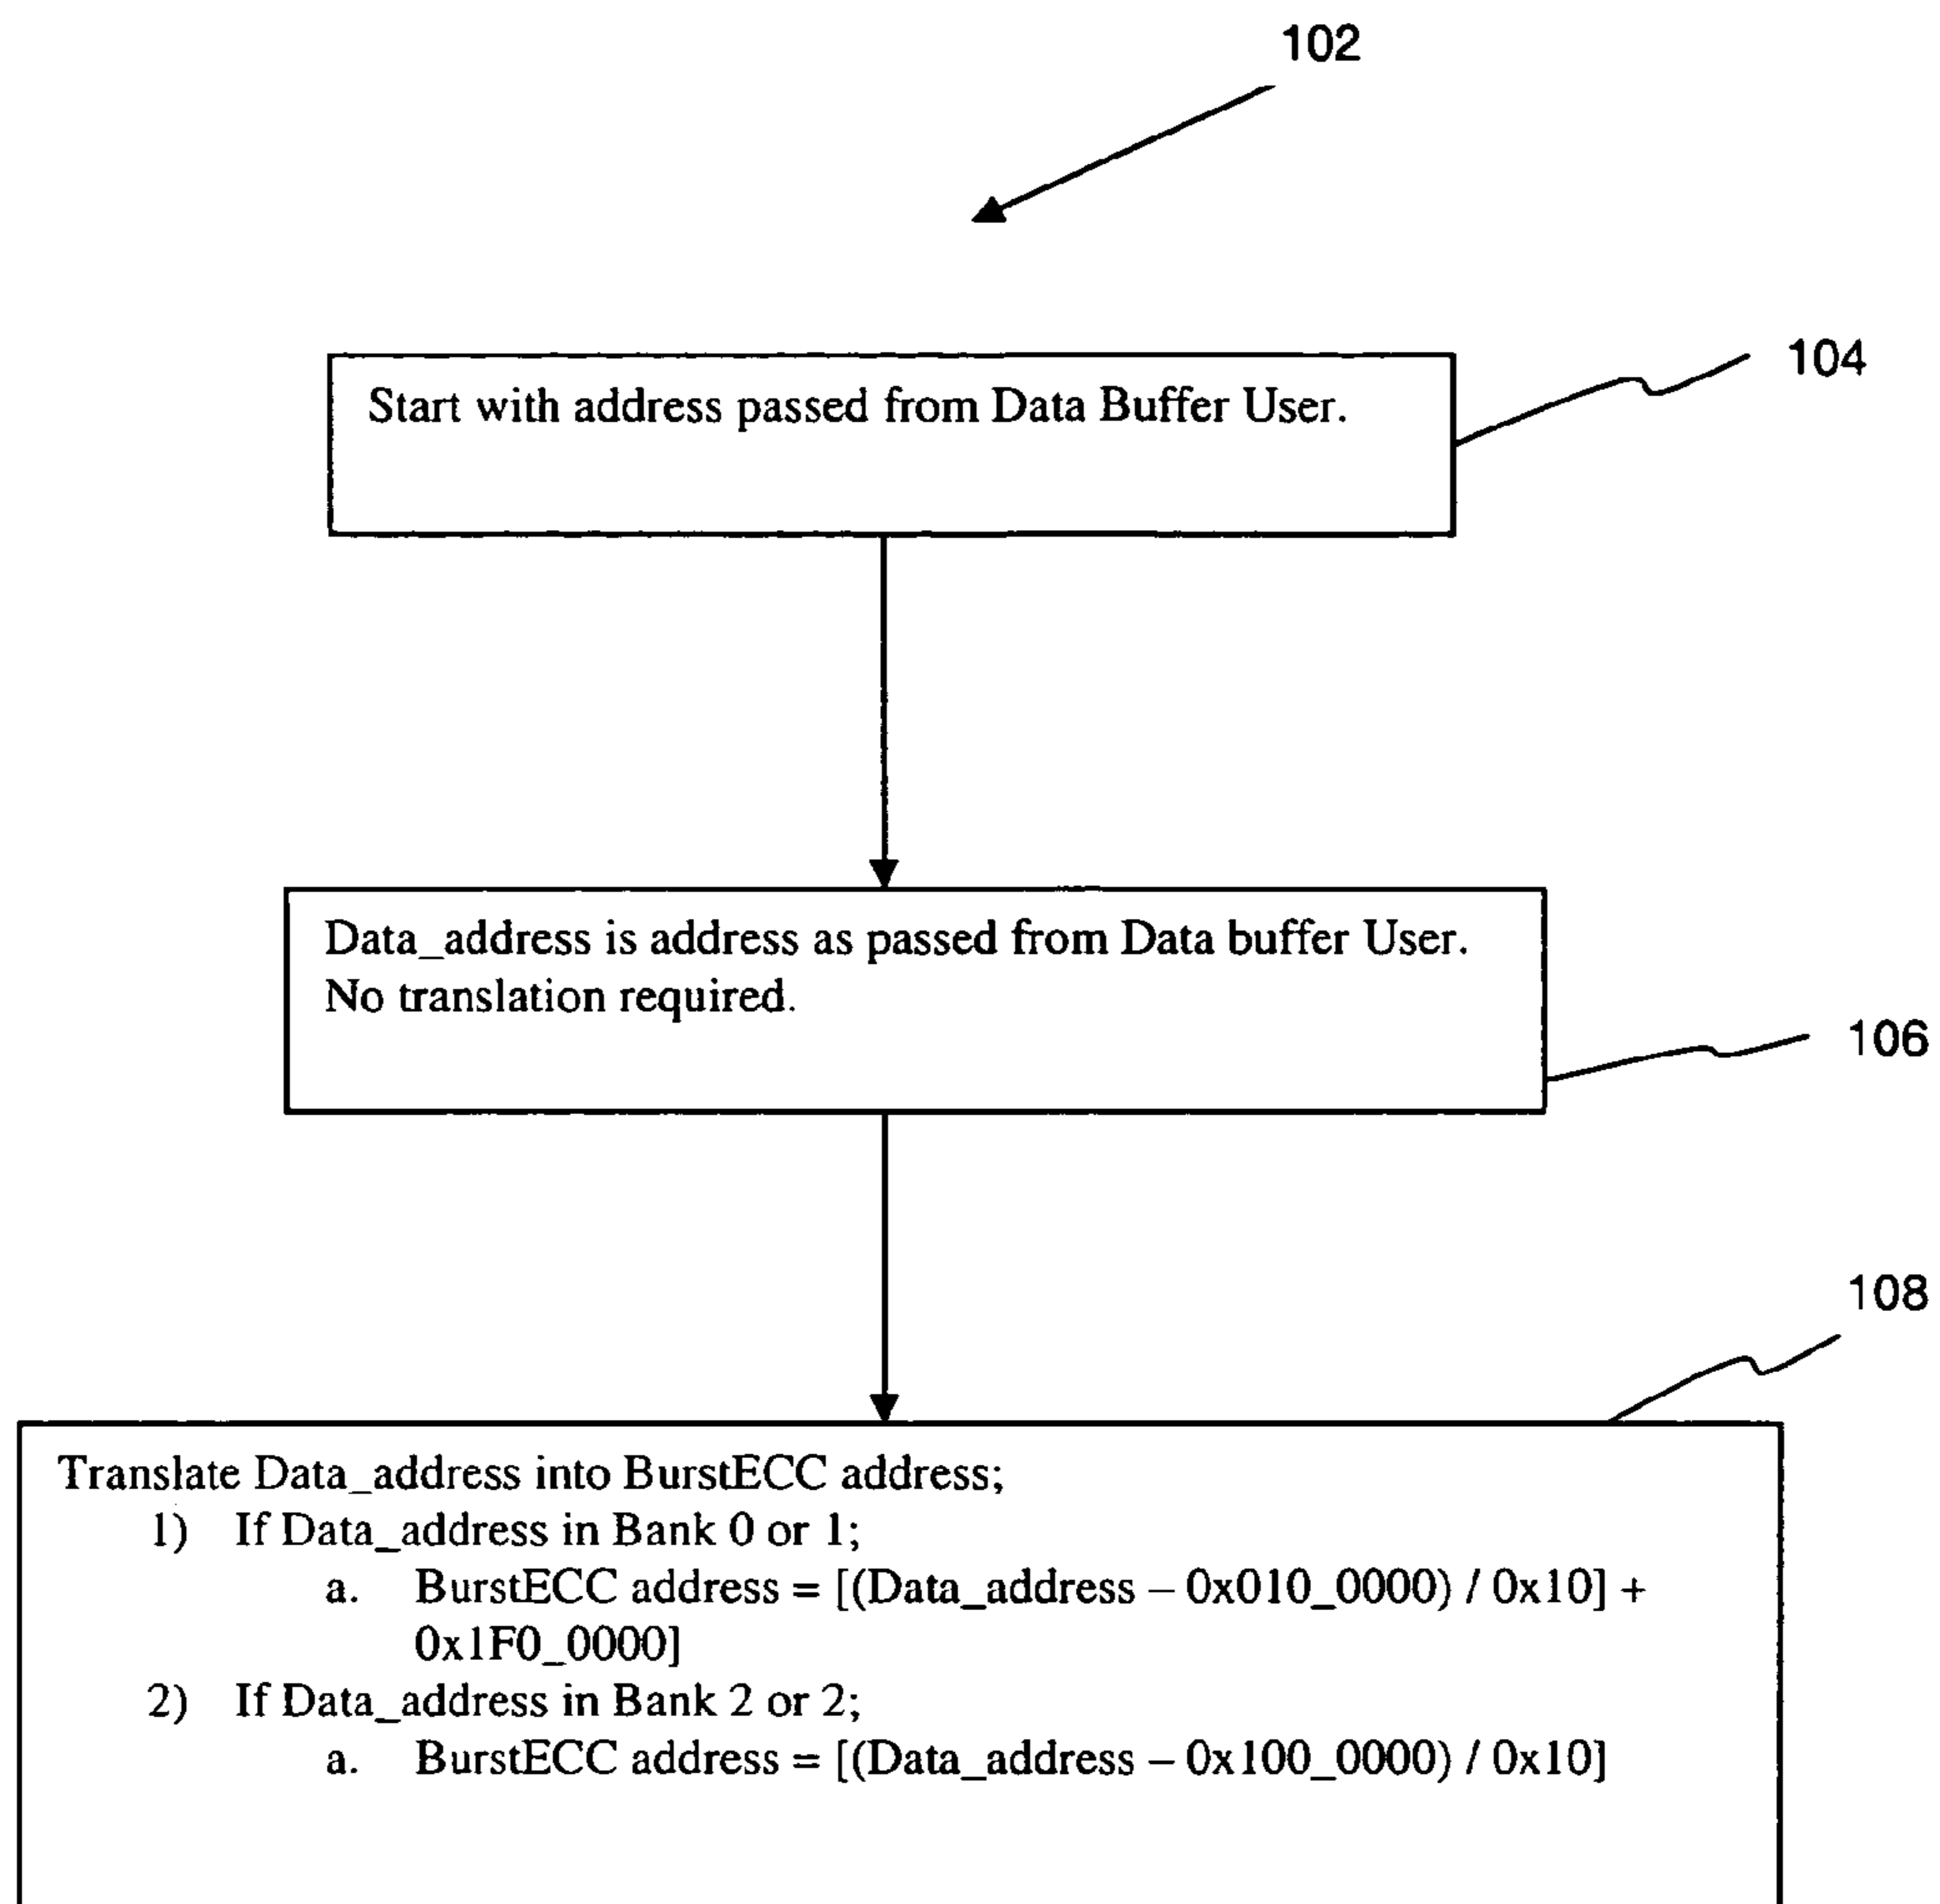 102
104
Start with address passed from Data Buffer User.
Data_address is address as passed from Data buffer User.
No translation required.
106
108
Translate Data_address into BurstECC address;
1) If Data_address in Bank 0 or 1;
a. BurstECC address = [(Data_address – 0x010_0000) / 0x10] +
0x1F0_0000]
2) If Data_address in Bank 2 or 2;
a. BurstECC address = [(Data_address – 0x100_0000) / 0x10]